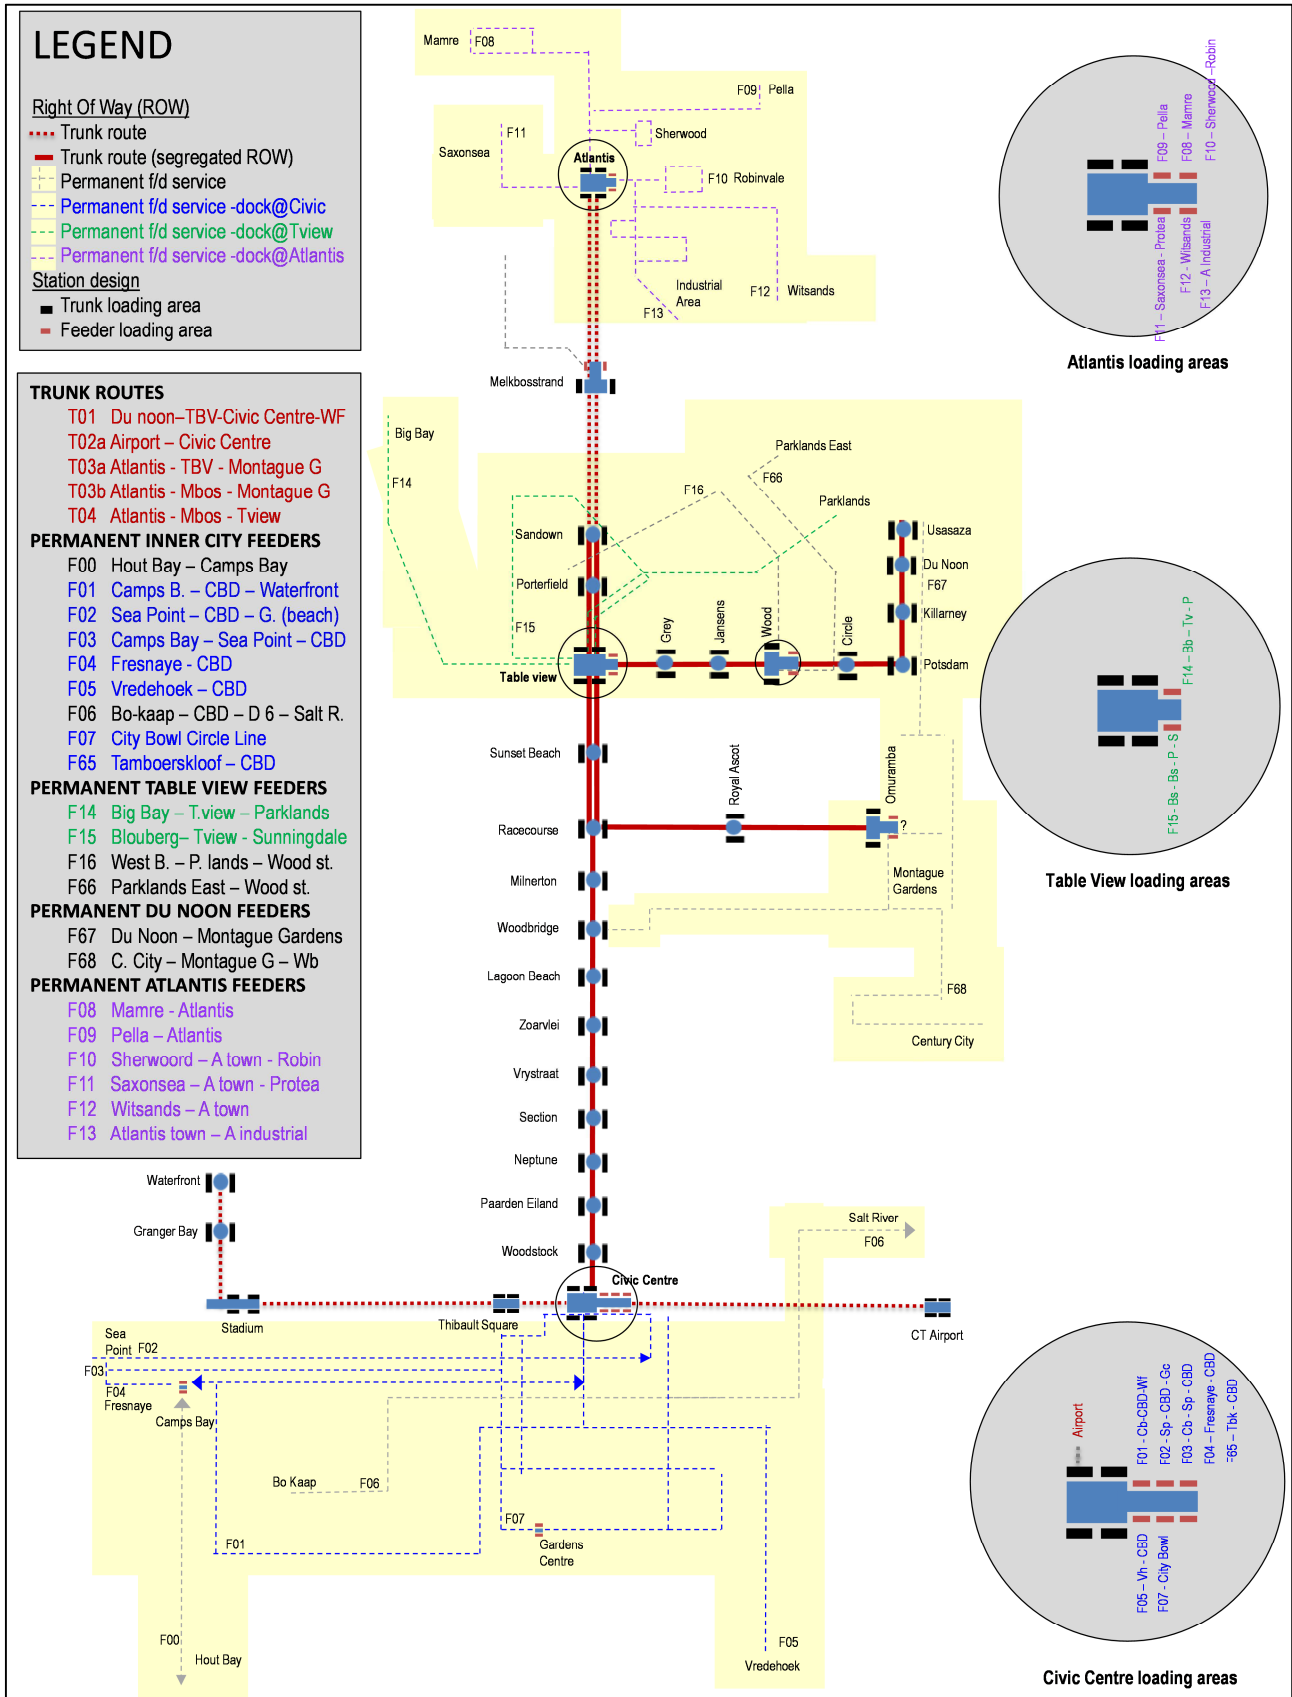 LEGEND
Right Of Way (ROW)
Trunk route
Trunk route (segregated ROW)
Permanent f/d service
Permanent f/d service -dock@Civic
Permanent f/d service -dock@Tview
Permanent f/d service -dock@Atlantis
Station design
Trunk loading area
Feeder loading area
TRUNK ROUTES
T01 Du noon–TBV-Civic Centre-WF
T02a Airport – Civic Centre
T03a Atlantis - TBV - Montague G
T03b Atlantis - Mbos - Montague G
T04 Atlantis - Mbos - Tview
PERMANENT INNER CITY FEEDERS
F00 Hout Bay – Camps Bay
F01 Camps B. – CBD – Waterfront
F02 Sea Point – CBD – G. (beach)
F03 Camps Bay – Sea Point – CBD
F04 Fresnaye - CBD
F05 Vredehoek – CBD
F06 Bo-kaap – CBD – D 6 – Salt R.
F07 City Bowl Circle Line
F65 Tamboerskloof – CBD
PERMANENT TABLE VIEW FEEDERS
F14 Big Bay – T.view – Parklands
F15 Blouberg– Tview - Sunningdale
F16 West B. – P. lands – Wood st.
F66 Parklands East – Wood st.
PERMANENT DU NOON FEEDERS
F67 Du Noon – Montague Gardens
F68 C. City – Montague G – Wb
PERMANENT ATLANTIS FEEDERS
F08 Mamre - Atlantis
F09 Pella – Atlantis
F10 Sherwoord – A town - Robin
F11 Saxonsea – A town - Protea
F12 Witsands – A town
F13 Atlantis town – A industrial
Mamre
F08
F09
Pella
F11
Sherwood
Saxonsea
Atlantis
F10
Robinvale
Industrial
Area
F12
Witsands
F13
Melkbosstrand
Big Bay
F14
Parklands East
F66
F16
Parklands
Sandown
Usasaza
Du Noon
F67
Porterfield
Killarney
F15
Grey
Jansens
Wood
Circle
Potsdam
Table view
Sunset Beach
Royal Ascot
Omuramba
Racecourse
?
Montague
Gardens
Milnerton
Woodbridge
Lagoon Beach
F68
Zoarvlei
Century City
Vrystraat
Section
Neptune
Paarden Eiland
Woodstock
Waterfront
Granger Bay
Salt River
F06
Civic Centre
Stadium
Thibault Square
CT Airport
Sea
Point
F02
F03
F04
Fresnaye
Camps Bay
Bo Kaap
F06
F07
Gardens
Centre
F01
F00
Hout Bay
F05
Vredehoek
F09 – Pella
F08 – Mamre
F10 – Sherwood –Robin
F11 – Saxonsea - Protea
F12 - Witsands
F13 – A Industrial
Atlantis loading areas
F14 – Bb – Tv - P
F15 - Bs - Bs - P - S
Table View loading areas
Airport
F01 - Cb-CBD-Wf
F02 - Sp - CBD - Gc
F03 - Cb - Sp - CBD
F04 – Fresnaye - CBD
F65 – Tbk - CBD
F05 – Vh - CBD
F07 - City Bowl
Civic Centre loading areas